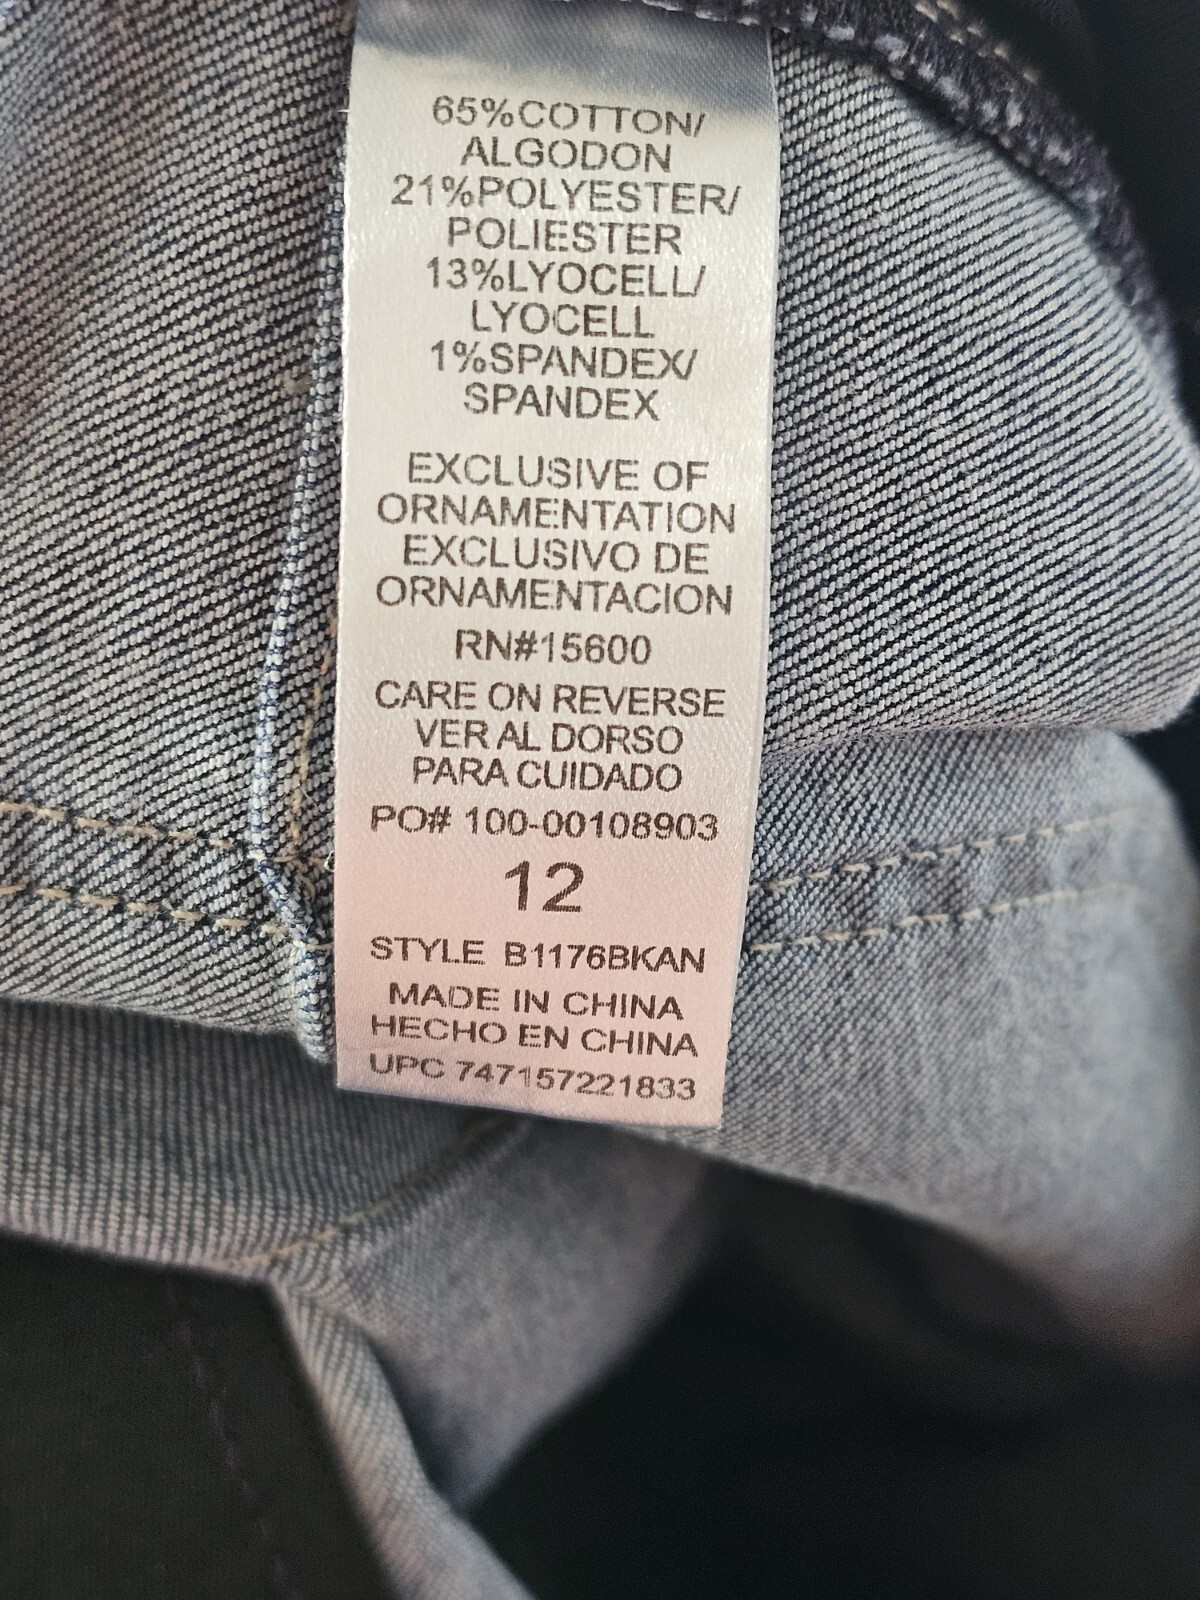 65%COTTON/
ALGODON
21%POLYESTER/
POLIESTER
13%LYOCELL/
LYOCELL
1%SPANDEX/
SPANDEX
EXCLUSIVE OF
ORNAMENTATION
EXCLUSIVO DE
ORNAMENTACION
RN#15600
CARE ON REVERSE
VER AL DORSO
PARA CUIDADO
PO# 100-00108903
12
STYLE B1176BKAN
MADE IN CHINA
HECHO EN CHINA
UPC 747157221833